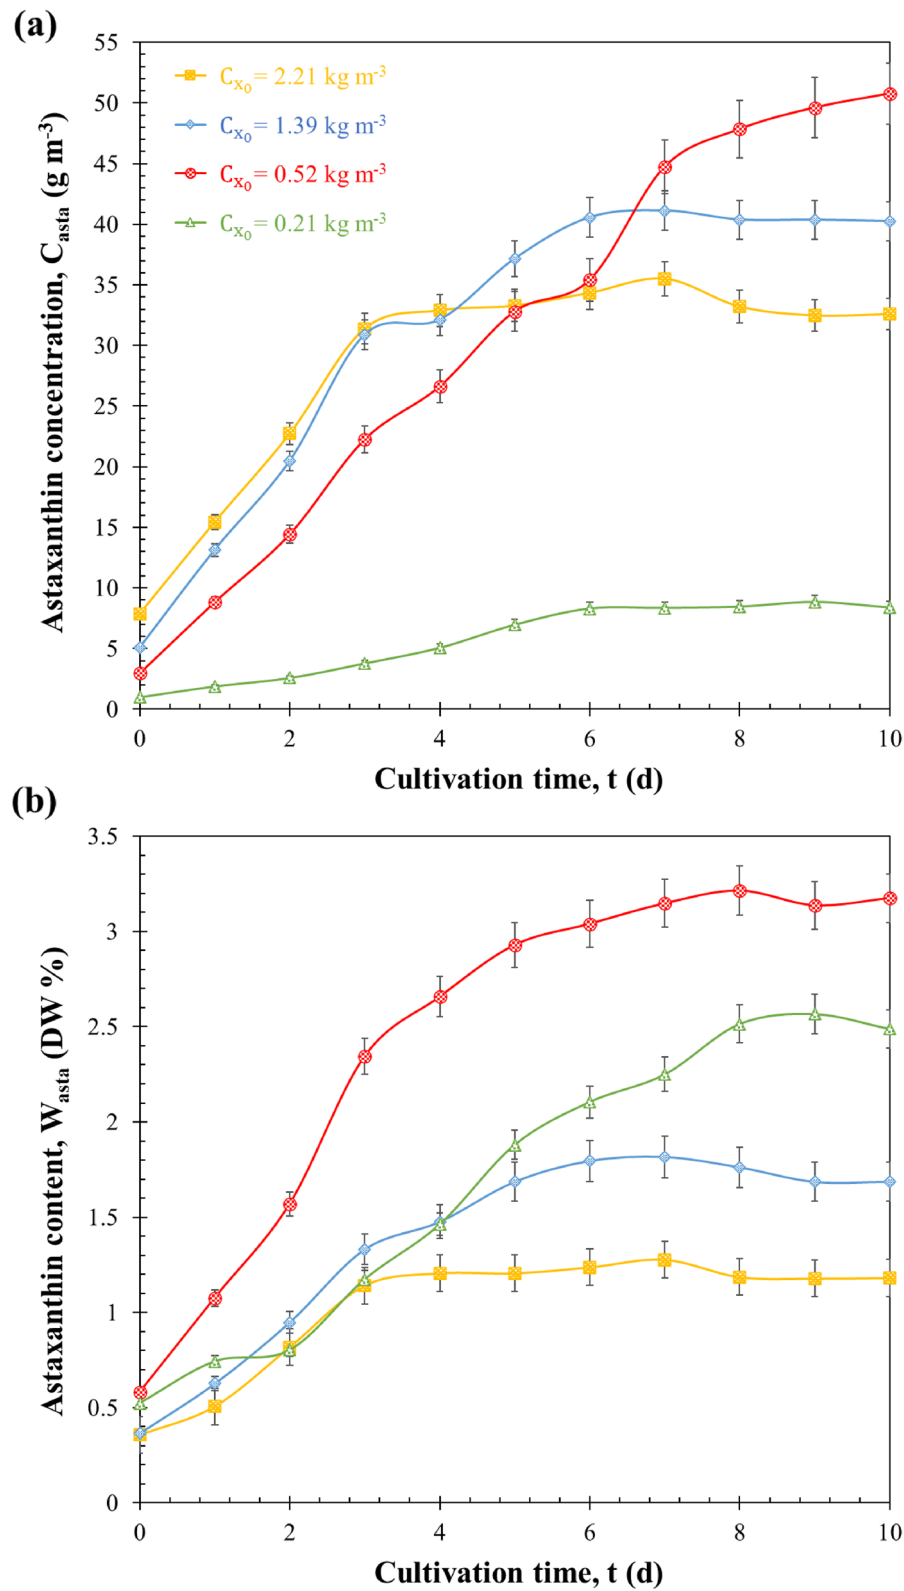 (a)
Astaxanthin concentration, Cₐₛₜₐ (g m⁻³)
55
50
45
40
35
30
25
20
15
10
5
0
Cₓ₀ = 2.21 kg m⁻³
Cₓ₀ = 1.39 kg m⁻³
Cₓ₀ = 0.52 kg m⁻³
Cₓ₀ = 0.21 kg m⁻³
0 2 4 6 8 10
Cultivation time, t (d)
(b)
Astaxanthin content, Wₐₛₜₐ (DW %)
3.5
3
2.5
2
1.5
1
0.5
0
0 2 4 6 8 10
Cultivation time, t (d)